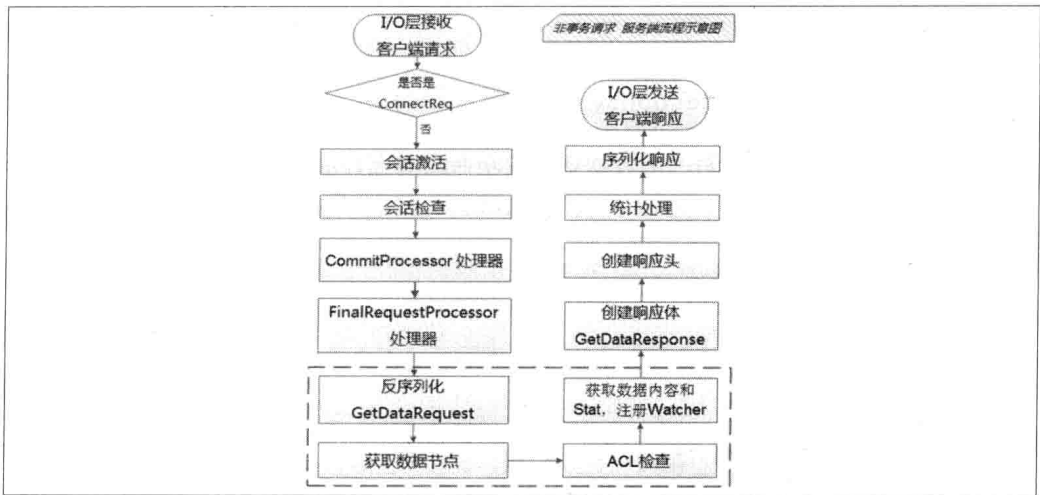 非事务请求 服务端流程示意图
I/O层接收
客户端请求
是否是
ConnectReq
否
会话激活
会话检查
CommitProcessor 处理器
FinalRequestProcessor
处理器
反序列化
GetDataRequest
获取数据节点
ACL检查
获取数据内容和
Stat，注册Watcher
创建响应体
GetDataResponse
创建响应头
统计处理
序列化响应
I/O层发送
客户端响应